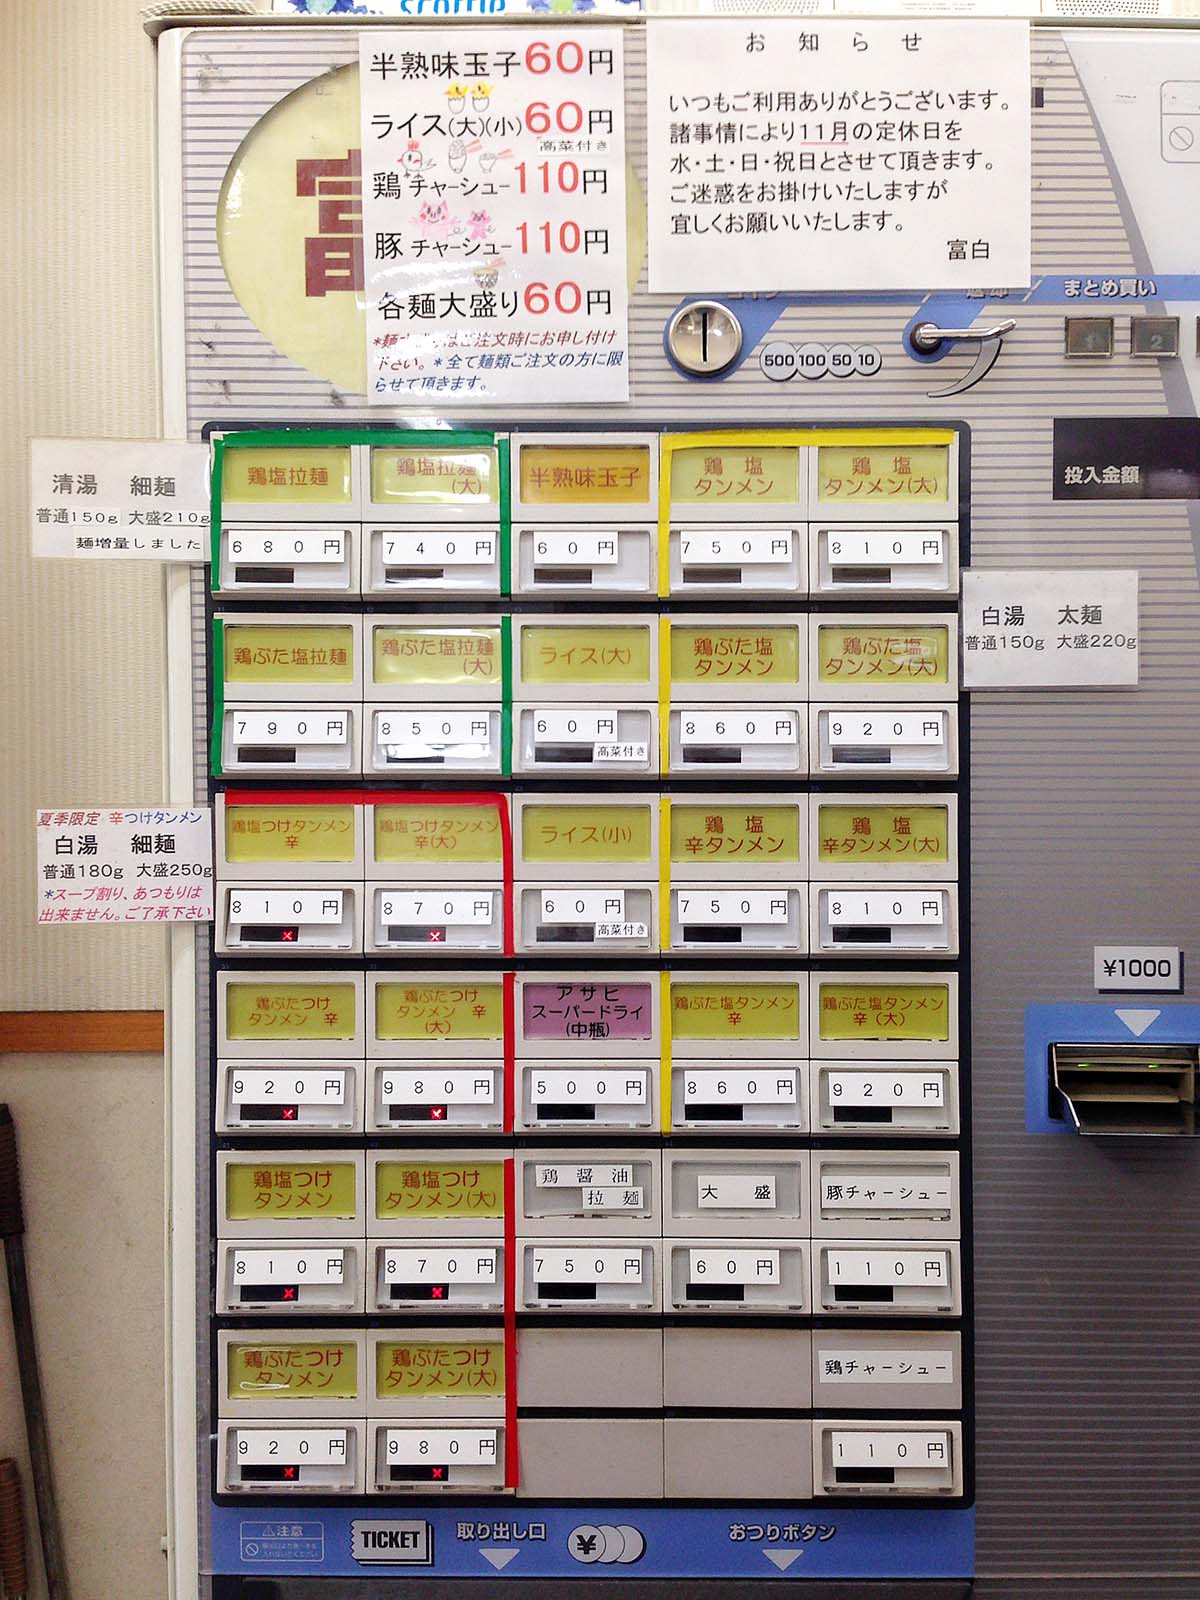 半熟味玉子60円
ライス(大)(小)60円
高菜付き
鶏チャーシュー110円
豚チャーシュー110円
各麺大盛り60円
はご注文時にお申し付け
下さい。*全て麺類ご注文の方に限
らせて頂きます。
お知らせ
いつもご利用ありがとうございます。
諸事情により11月の定休日を
水・土・日・祝日とさせて頂きます。
ご迷惑をお掛けいたしますが
宜しくお願いいたします。
富白
まとめ買い
1 2
500 100 50 10
投入金額
清湯 細麺
普通150g 大盛210g
麺増量しました
鶏塩拉麺
鶏塩拉麺
(大)
半熟味玉子
鶏 塩
タンメン
鶏 塩
タンメン(大)
680円
740円
60円
750円
810円
白湯 太麺
普通150g 大盛220g
鶏ぶた塩拉麺
鶏ぶた塩拉麺
(大)
ライス(大)
鶏ぶた塩
タンメン
鶏ぶた塩
タンメン(大)
790円
850円
60円
高菜付き
860円
920円
夏季限定 辛つけタンメン
白湯 細麺
普通180g 大盛250g
*スープ割り、あつもりは
出来ません。ご了承下さい
鶏塩つけタンメン
辛
鶏塩つけタンメン
辛(大)
ライス(小)
鶏 塩
辛タンメン
鶏 塩
辛タンメン(大)
810円
870円
60円
高菜付き
750円
810円
¥1000
鶏ぶたつけ
タンメン 辛
鶏ぶたつけ
タンメン 辛
(大)
アサヒ
スーパードライ
(中瓶)
鶏ぶた塩タンメン
辛
鶏ぶた塩タンメン
辛(大)
920円
980円
500円
860円
920円
鶏塩つけ
タンメン
鶏塩つけ
タンメン(大)
鶏醤油
拉麺
大盛
豚チャーシュー
810円
870円
750円
60円
110円
鶏ぶたつけ
タンメン
鶏ぶたつけ
タンメン(大)
鶏チャーシュー
920円
980円
110円
注意
TICKET
取り出し口
¥
おつりボタン